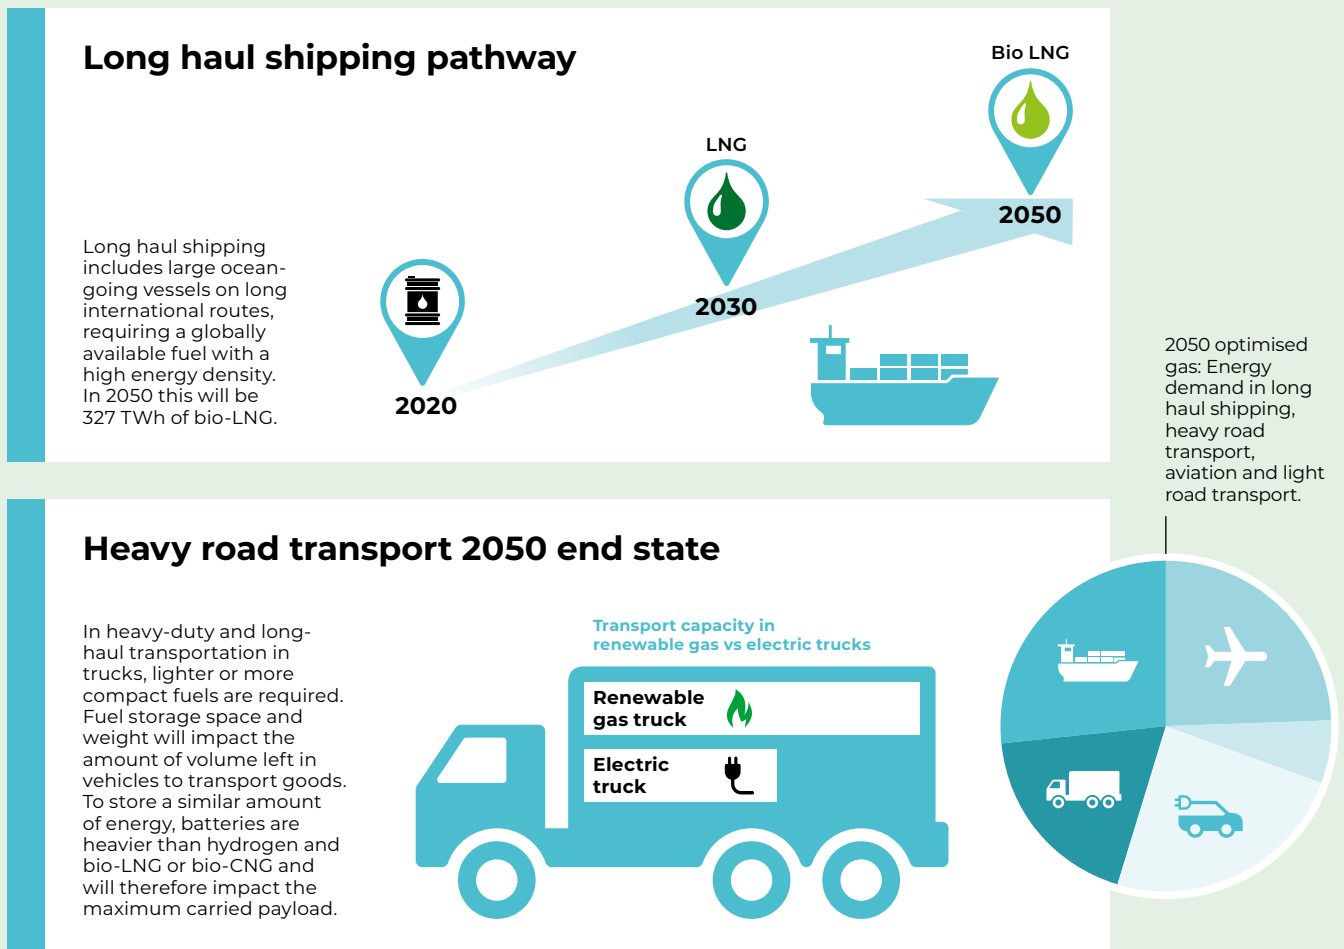 Long haul shipping pathway
Bio LNG
LNG
2050
2030
2020
Long haul shipping
includes large ocean-
going vessels on long
international routes,
requiring a globally
available fuel with a
high energy density.
In 2050 this will be
327 TWh of bio-LNG.
2050 optimised
gas: Energy
demand in long
haul shipping,
heavy road
transport,
aviation and light
road transport.
Heavy road transport 2050 end state
In heavy-duty and long-
haul transportation in
trucks, lighter or more
compact fuels are required.
Fuel storage space and
weight will impact the
amount of volume left in
vehicles to transport goods.
To store a similar amount
of energy, batteries are
heavier than hydrogen and
bio-LNG or bio-CNG and
will therefore impact the
maximum carried payload.
Transport capacity in
renewable gas vs electric trucks
Renewable
gas truck
Electric
truck